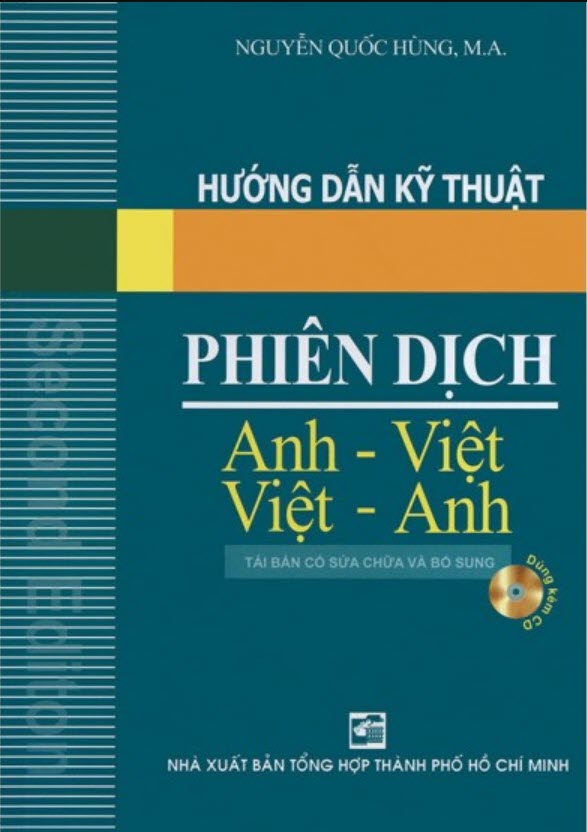 NGUYỄN QUỐC HÙNG, M.A.
HƯỚNG DẪN KỸ THUẬT
PHIÊN DỊCH
Anh - Việt
Việt - Anh
TÁI BẢN CÓ SỬA CHỮA VÀ BỔ SUNG
Dùng kèm CD
Second Editon
NHÀ XUẤT BẢN TỔNG HỢP THÀNH PHỐ HỒ CHÍ MINH